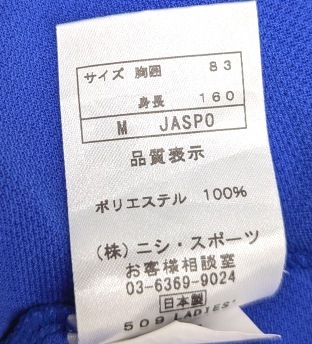 サイズ 胸囲 83
身長 160
M JASPO
品質表示
ポリエステル 100%
(株)ニシ・スポーツ
お客様相談室
03-6369-9024
日本製
509 LADIES'